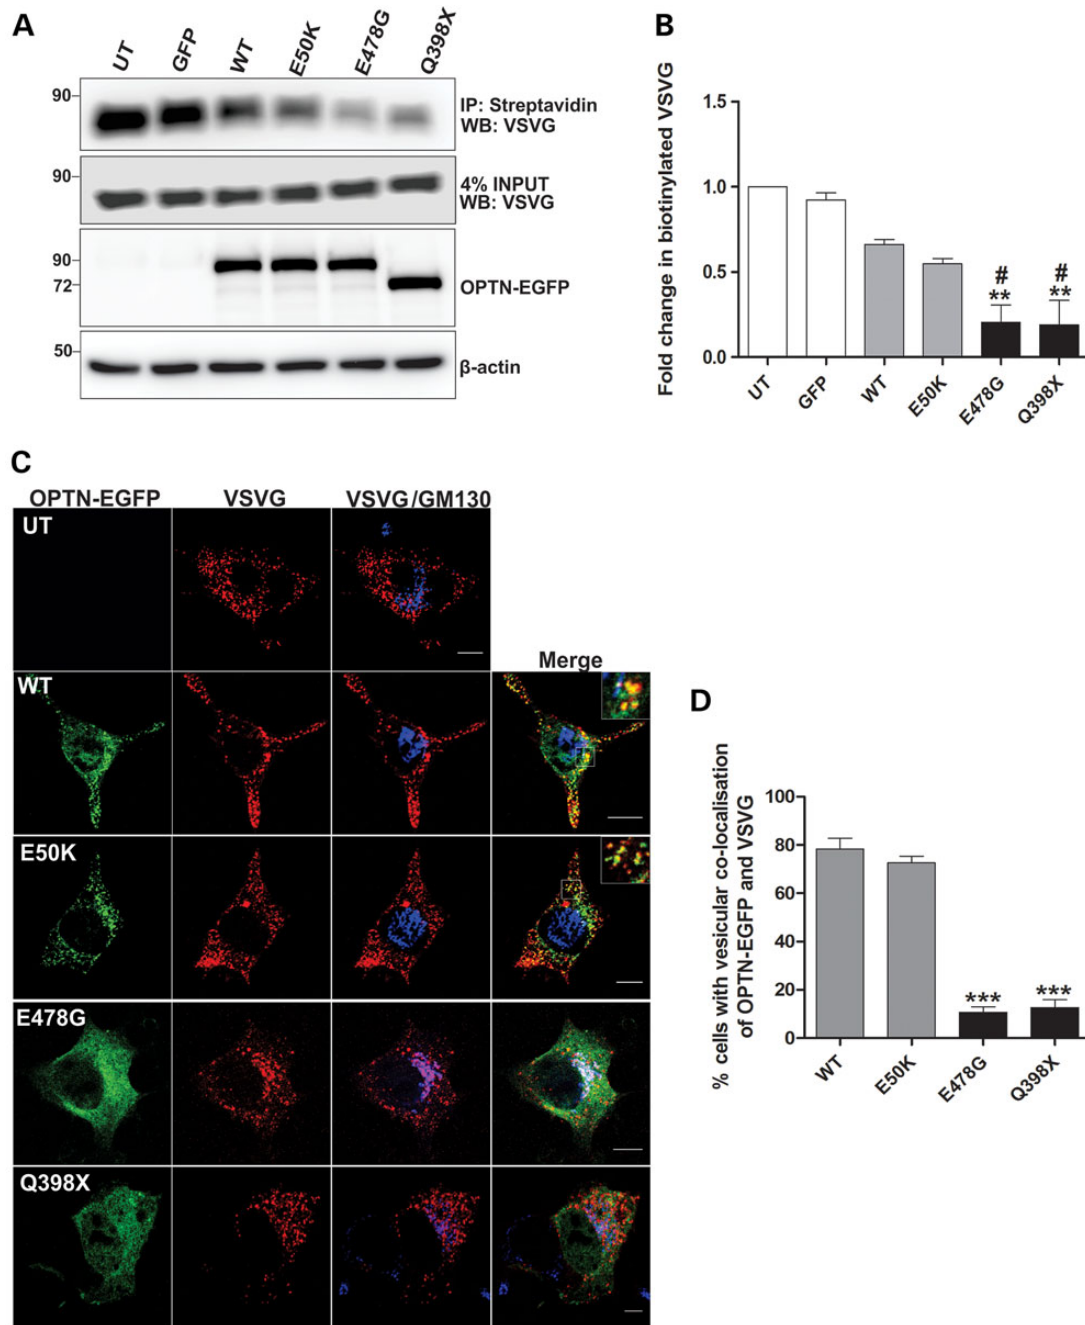 A
UT GFP WT E50K E478G Q398X
90
IP: Streptavidin
WB: VSVG
90
4% INPUT
WB: VSVG
90
72
OPTN-EGFP
50
β-actin
B
Fold change in biotinylated VSVG
1.5
1.0
0.5
0.0
# #
** **
UT GFP WT E50K E478G Q398X
C
OPTN-EGFP VSVG VSVG/GM130
UT
Merge
WT
E50K
E478G
Q398X
D
% cells with vesicular co-localisation
of OPTN-EGFP and VSVG
100
80
60
40
20
0
*** ***
WT E50K E478G Q398X